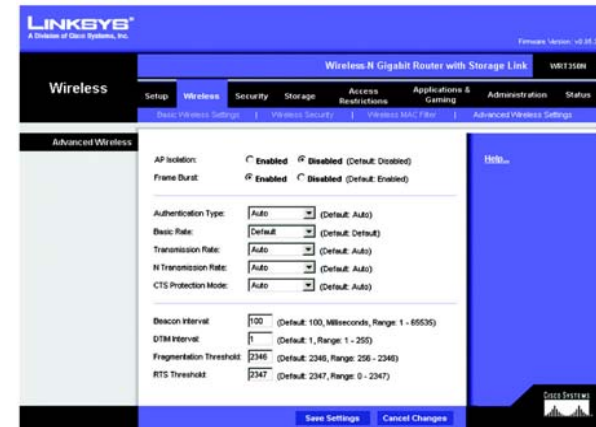 LINKSYS®
A Division of Cisco Systems, Inc.
Firmware Version: v0.05.
Wireless-N Gigabit Router with Storage Link WRT350N
Wireless
Setup Wireless Security Storage Access Restrictions Applications & Gaming Administration Status
Basic Wireless Settings | Wireless Security | Wireless MAC Filter | Advanced Wireless Settings
Advanced Wireless
AP Isolation: Enabled Disabled (Default: Disabled)
Help...
Frame Burst: Enabled Disabled (Default: Enabled)
Authentication Type: Auto (Default: Auto)
Basic Rate: Default (Default: Default)
Transmission Rate: Auto (Default: Auto)
N Transmission Rate: Auto (Default: Auto)
CTS Protection Mode: Auto (Default: Auto)
Beacon Interval: 100 (Default: 100, Milliseconds, Range: 1 - 65535)
DTIM Interval: 1 (Default: 1, Range: 1 - 255)
Fragmentation Threshold: 2346 (Default: 2346, Range: 256 - 2346)
RTS Threshold: 2347 (Default: 2347, Range: 0 - 2347)
Save Settings Cancel Changes
CISCO SYSTEMS